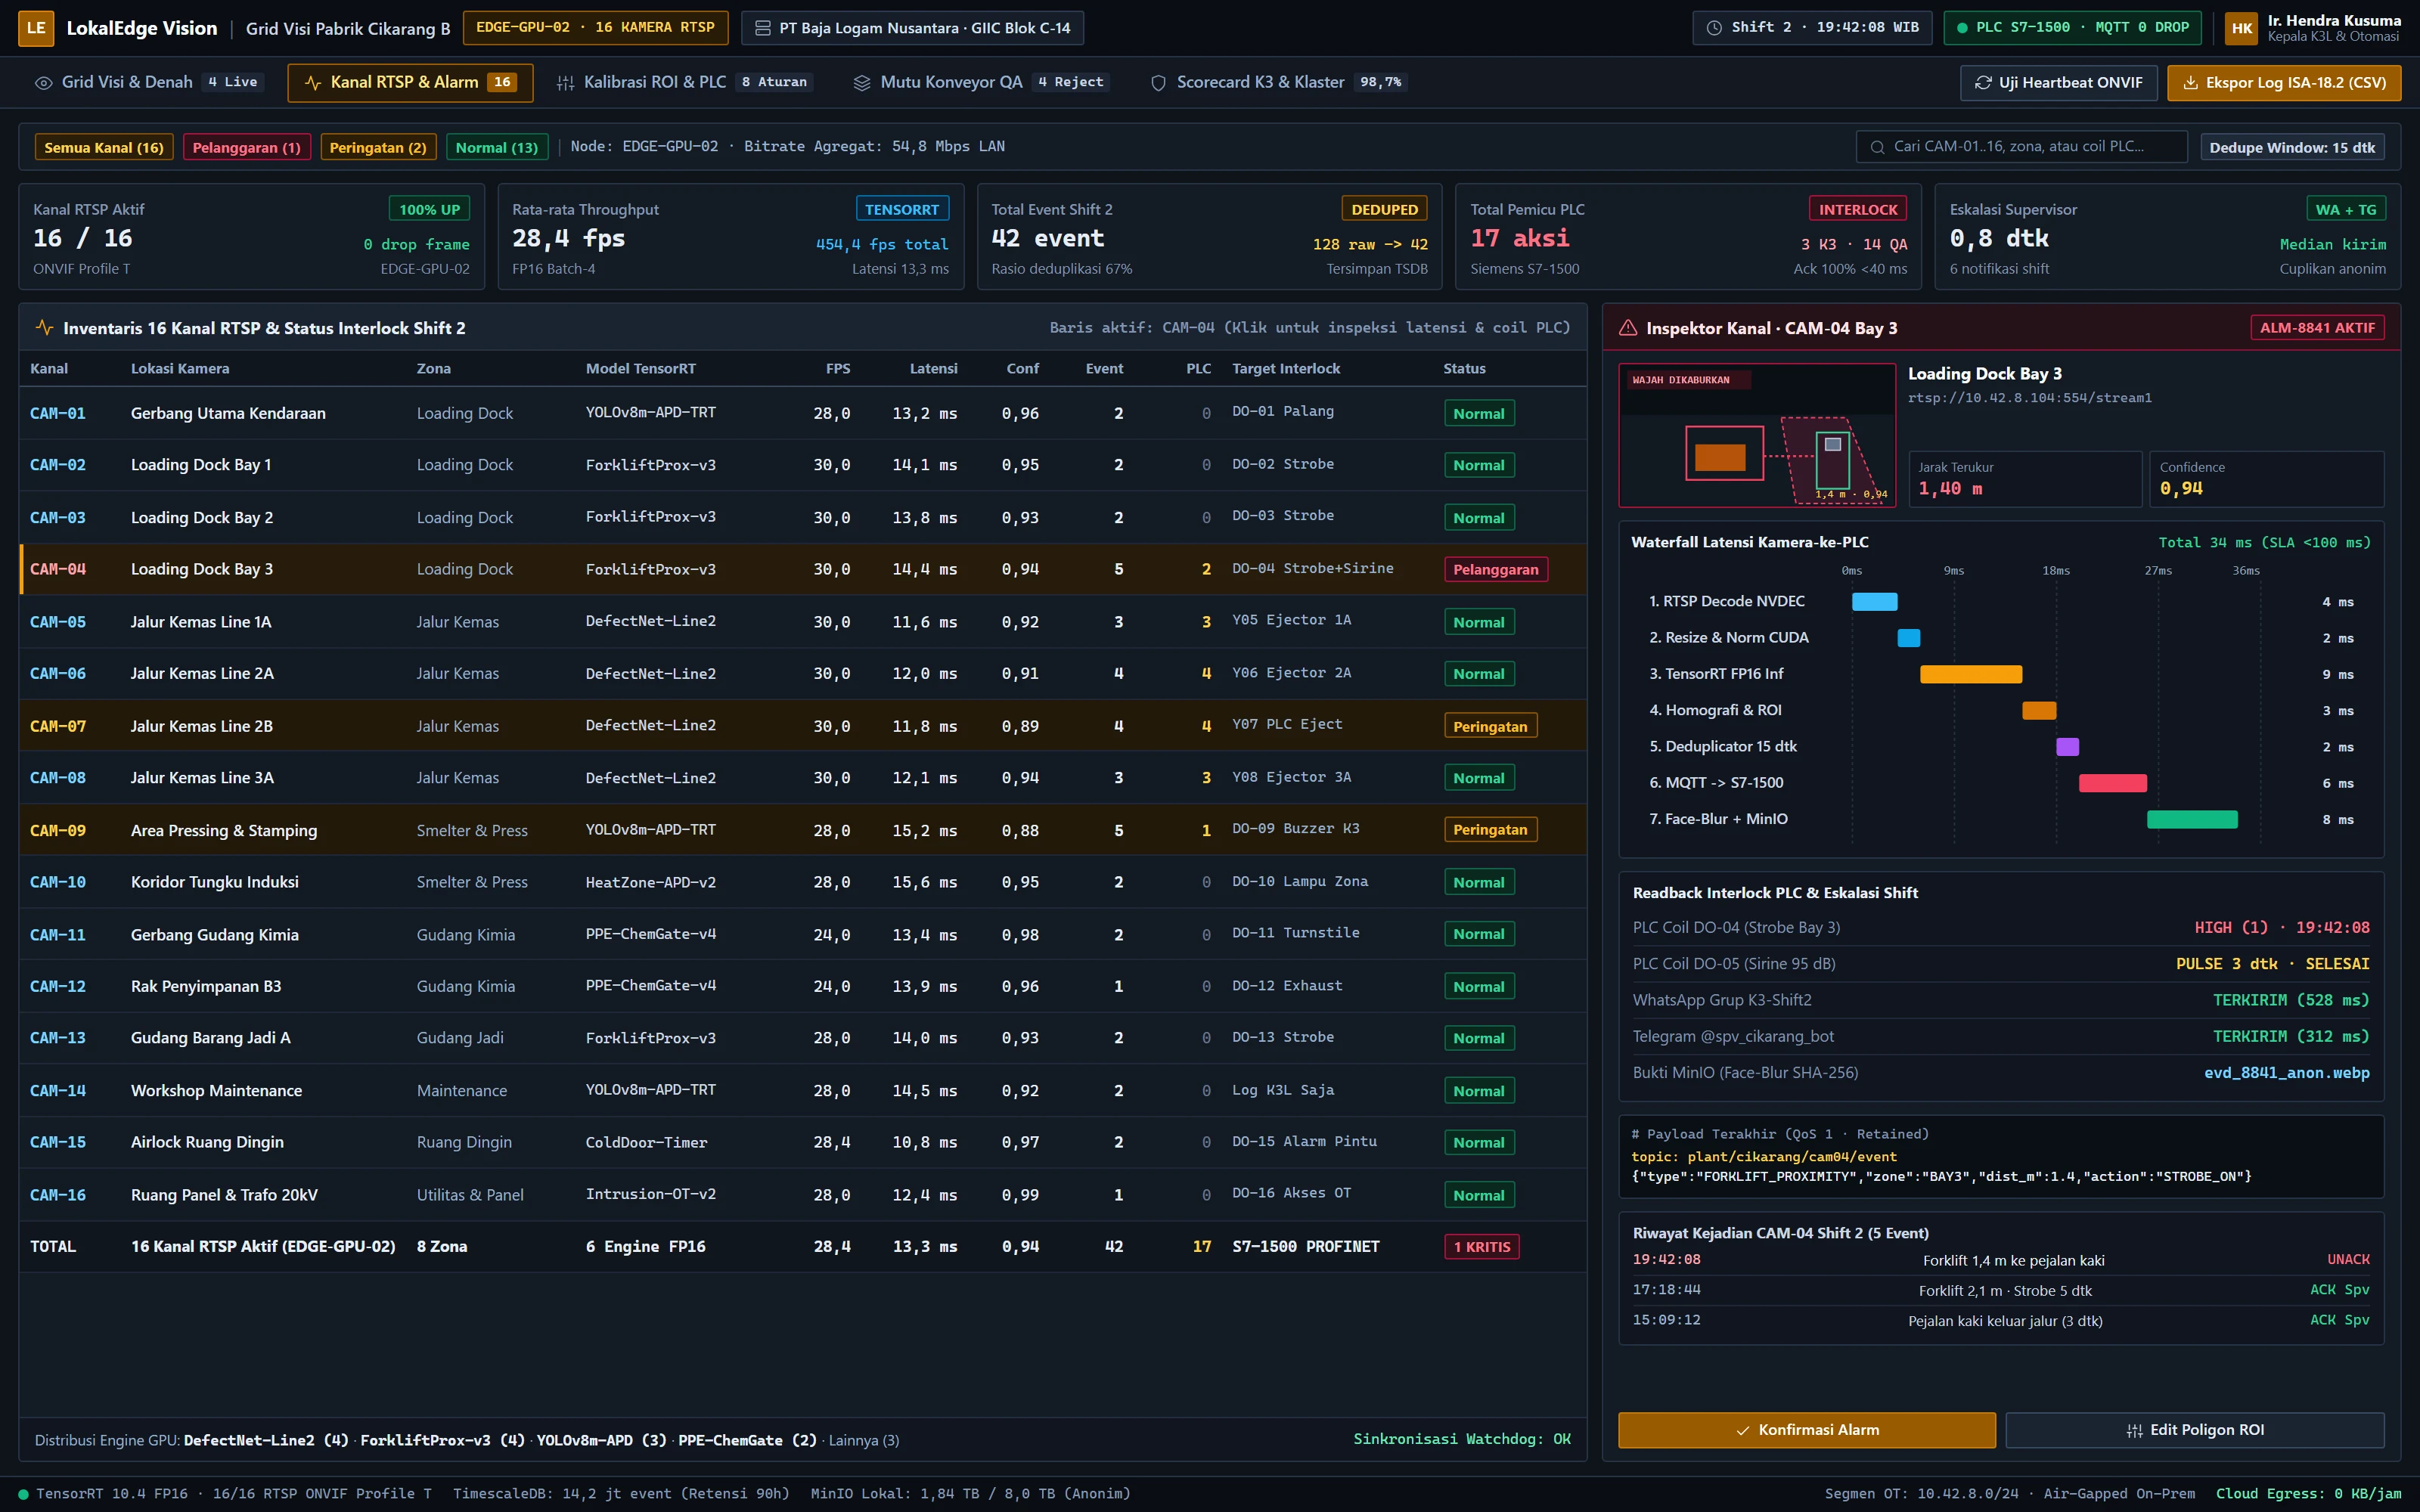 LE LokalEdge Vision | Grid Visi Pabrik Cikarang B EDGE-GPU-02 · 16 KAMERA RTSP PT Baja Logam Nusantara · GIIC Blok C-14 Shift 2 · 19:42:08 WIB PLC S7-1500 · MQTT 0 DROP HK Ir. Hendra Kusuma
Kepala K3L & Otomasi
Grid Visi & Denah 4 Live Kanal RTSP & Alarm 16 Kalibrasi ROI & PLC 8 Aturan Mutu Konveyor QA 4 Reject Scorecard K3 & Klaster 98,7% Uji Heartbeat ONVIF Ekspor Log ISA-18.2 (CSV)
Semua Kanal (16) Pelanggaran (1) Peringatan (2) Normal (13) | Node: EDGE-GPU-02 · Bitrate Agregat: 54,8 Mbps LAN Cari CAM-01..16, zona, atau coil PLC... Dedupe Window: 15 dtk
Kanal RTSP Aktif 100% UP
16 / 16 0 drop frame
ONVIF Profile T EDGE-GPU-02
Rata-rata Throughput TENSORRT
28,4 fps 454,4 fps total
FP16 Batch-4 Latensi 13,3 ms
Total Event Shift 2 DEDUPED
42 event 128 raw -> 42
Rasio deduplikasi 67% Tersimpan TSDB
Total Pemicu PLC INTERLOCK
17 aksi 3 K3 · 14 QA
Siemens S7-1500 Ack 100% <40 ms
Eskalasi Supervisor WA + TG
0,8 dtk Median kirim
6 notifikasi shift Cuplikan anonim
Inventaris 16 Kanal RTSP & Status Interlock Shift 2 Baris aktif: CAM-04 (Klik untuk inspeksi latensi & coil PLC)
Kanal Lokasi Kamera Zona Model TensorRT FPS Latensi Conf Event PLC Target Interlock Status
CAM-01 Gerbang Utama Kendaraan Loading Dock YOLOv8m-APD-TRT 28,0 13,2 ms 0,96 2 0 DO-01 Palang Normal
CAM-02 Loading Dock Bay 1 Loading Dock ForkliftProx-v3 30,0 14,1 ms 0,95 2 0 DO-02 Strobe Normal
CAM-03 Loading Dock Bay 2 Loading Dock ForkliftProx-v3 30,0 13,8 ms 0,93 2 0 DO-03 Strobe Normal
CAM-04 Loading Dock Bay 3 Loading Dock ForkliftProx-v3 30,0 14,4 ms 0,94 5 2 DO-04 Strobe+Sirine Pelanggaran
CAM-05 Jalur Kemas Line 1A Jalur Kemas DefectNet-Line2 30,0 11,6 ms 0,92 3 3 Y05 Ejector 1A Normal
CAM-06 Jalur Kemas Line 2A Jalur Kemas DefectNet-Line2 30,0 12,0 ms 0,91 4 4 Y06 Ejector 2A Normal
CAM-07 Jalur Kemas Line 2B Jalur Kemas DefectNet-Line2 30,0 11,8 ms 0,89 4 4 Y07 PLC Eject Peringatan
CAM-08 Jalur Kemas Line 3A Jalur Kemas DefectNet-Line2 30,0 12,1 ms 0,94 3 3 Y08 Ejector 3A Normal
CAM-09 Area Pressing & Stamping Smelter & Press YOLOv8m-APD-TRT 28,0 15,2 ms 0,88 5 1 DO-09 Buzzer K3 Peringatan
CAM-10 Koridor Tungku Induksi Smelter & Press HeatZone-APD-v2 28,0 15,6 ms 0,95 2 0 DO-10 Lampu Zona Normal
CAM-11 Gerbang Gudang Kimia Gudang Kimia PPE-ChemGate-v4 24,0 13,4 ms 0,98 2 0 DO-11 Turnstile Normal
CAM-12 Rak Penyimpanan B3 Gudang Kimia PPE-ChemGate-v4 24,0 13,9 ms 0,96 1 0 DO-12 Exhaust Normal
CAM-13 Gudang Barang Jadi A Gudang Jadi ForkliftProx-v3 28,0 14,0 ms 0,93 2 0 DO-13 Strobe Normal
CAM-14 Workshop Maintenance Maintenance YOLOv8m-APD-TRT 28,0 14,5 ms 0,92 2 0 Log K3L Saja Normal
CAM-15 Airlock Ruang Dingin Ruang Dingin ColdDoor-Timer 28,4 10,8 ms 0,97 2 0 DO-15 Alarm Pintu Normal
CAM-16 Ruang Panel & Trafo 20kV Utilitas & Panel Intrusion-OT-v2 28,0 12,4 ms 0,99 1 0 DO-16 Akses OT Normal
TOTAL 16 Kanal RTSP Aktif (EDGE-GPU-02) 8 Zona 6 Engine FP16 28,4 13,3 ms 0,94 42 17 S7-1500 PROFINET 1 KRITIS
Distribusi Engine GPU: DefectNet-Line2 (4) · ForkliftProx-v3 (4) · YOLOv8m-APD (3) · PPE-ChemGate (2) · Lainnya (3) Sinkronisasi Watchdog: OK
Inspektor Kanal · CAM-04 Bay 3 ALM-8841 AKTIF
WAJAH DIKABURKAN
1,4 m · 0,94
Loading Dock Bay 3
rtsp://10.42.8.104:554/stream1
Jarak Terukur Confidence
1,40 m 0,94
Waterfall Latensi Kamera-ke-PLC Total 34 ms (SLA <100 ms)
0ms 9ms 18ms 27ms 36ms
1. RTSP Decode NVDEC 4 ms
2. Resize & Norm CUDA 2 ms
3. TensorRT FP16 Inf 9 ms
4. Homografi & ROI 3 ms
5. Deduplicator 15 dtk 2 ms
6. MQTT -> S7-1500 6 ms
7. Face-Blur + MinIO 8 ms
Readback Interlock PLC & Eskalasi Shift
PLC Coil DO-04 (Strobe Bay 3) HIGH (1) · 19:42:08
PLC Coil DO-05 (Sirine 95 dB) PULSE 3 dtk · SELESAI
WhatsApp Grup K3-Shift2 TERKIRIM (528 ms)
Telegram @spv_cikarang_bot TERKIRIM (312 ms)
Bukti MinIO (Face-Blur SHA-256) evd_8841_anon.webp
# Payload Terakhir (QoS 1 · Retained)
topic: plant/cikarang/cam04/event
{"type":"FORKLIFT_PROXIMITY","zone":"BAY3","dist_m":1.4,"action":"STROBE_ON"}
Riwayat Kejadian CAM-04 Shift 2 (5 Event)
19:42:08 Forklift 1,4 m ke pejalan kaki UNACK
17:18:44 Forklift 2,1 m · Strobe 5 dtk ACK Spv
15:09:12 Pejalan kaki keluar jalur (3 dtk) ACK Spv
Konfirmasi Alarm Edit Poligon ROI
TensorRT 10.4 FP16 · 16/16 RTSP ONVIF Profile T TimescaleDB: 14,2 jt event (Retensi 90h) MinIO Lokal: 1,84 TB / 8,0 TB (Anonim) Segmen OT: 10.42.8.0/24 · Air-Gapped On-Prem Cloud Egress: 0 KB/jam